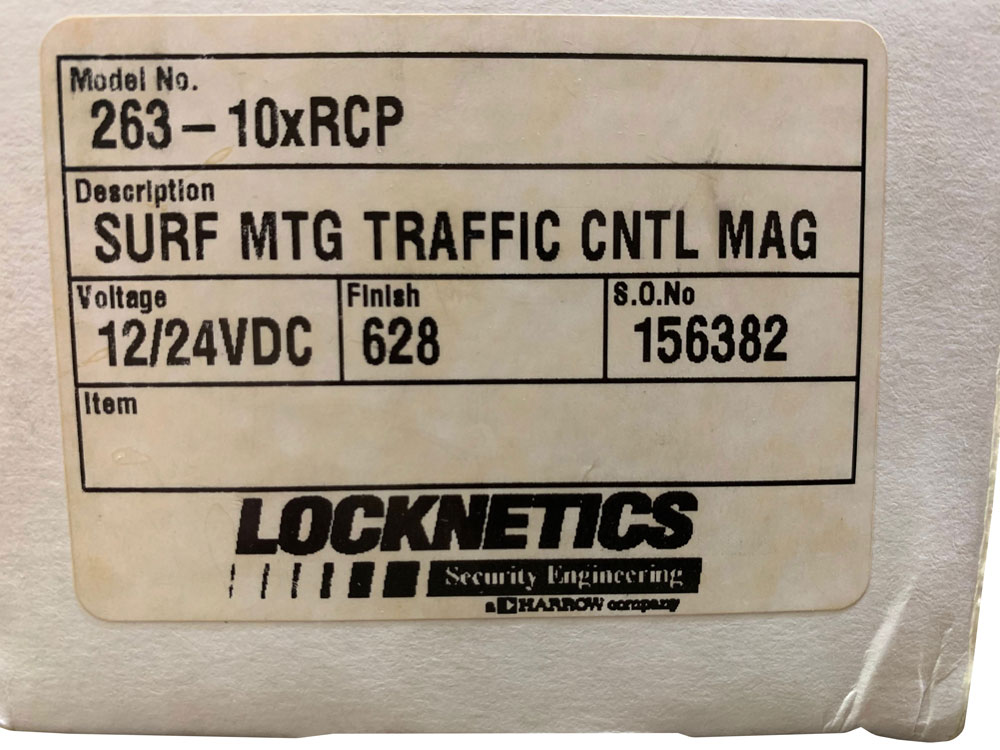 Model No.
263-10xRCP
Description
SURF MTG TRAFFIC CNTL MAG
Voltage
12/24VDC
Finish
628
S.O.No
156382
Item
LOCKNETICS
Security Engineering
a HARROW company